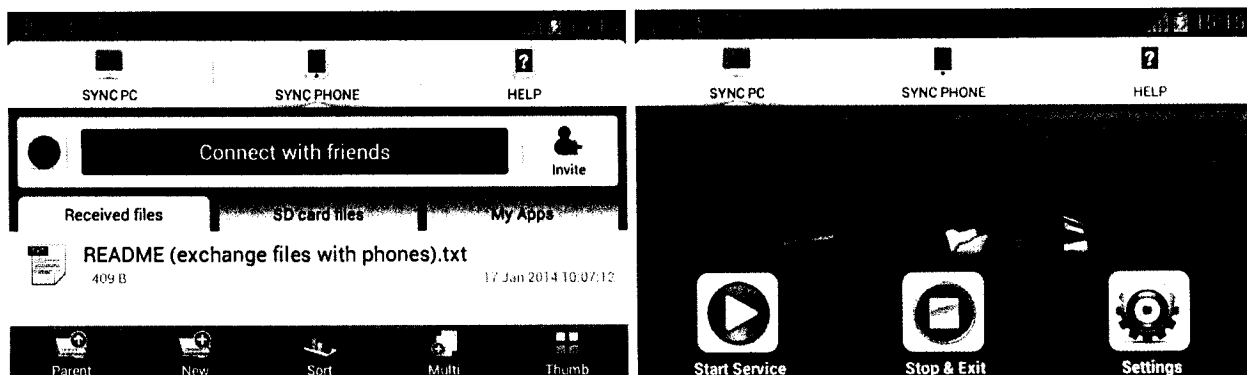 SYNC PC SYNC PHONE HELP
Connect with friends
Invite
Received files SD card files My Apps
README (exchange files with phones).txt
409 B 17 Jan 2014 10:07:12
Parent New Sort Multi Thumb
15:15
SYNC PC SYNC PHONE HELP
Start Service Stop & Exit Settings